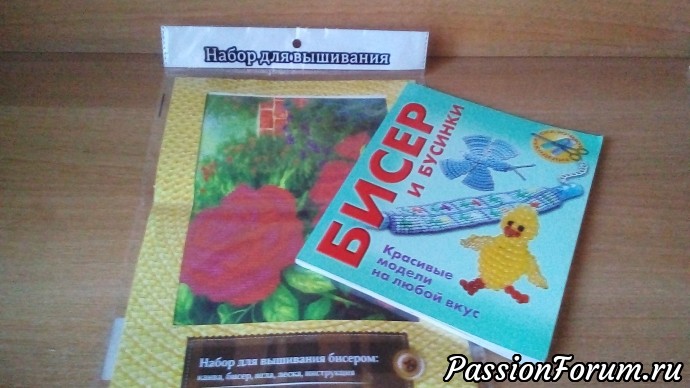 Набор для вышивания
БИСЕР
И БУСИНКИ
Красивые
модели
на любой вкус
Набор для вышивания бисером:
канва, бисер, игла, леска, инструкция
PassionForum.ru